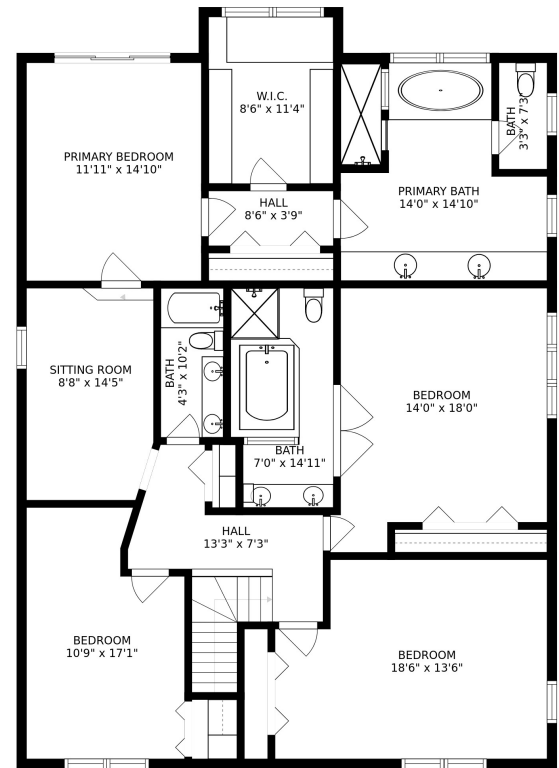 W.I.C.
8'6" x 11'4"
BATH
3'3" x 7'3"
PRIMARY BEDROOM
11'11" x 14'10"
PRIMARY BATH
14'0" x 14'10"
HALL
8'6" x 3'9"
SITTING ROOM
8'8" x 14'5"
BATH
4'3" x 10'2"
BEDROOM
14'0" x 18'0"
BATH
7'0" x 14'11"
HALL
13'3" x 7'3"
BEDROOM
10'9" x 17'1"
BEDROOM
18'6" x 13'6"